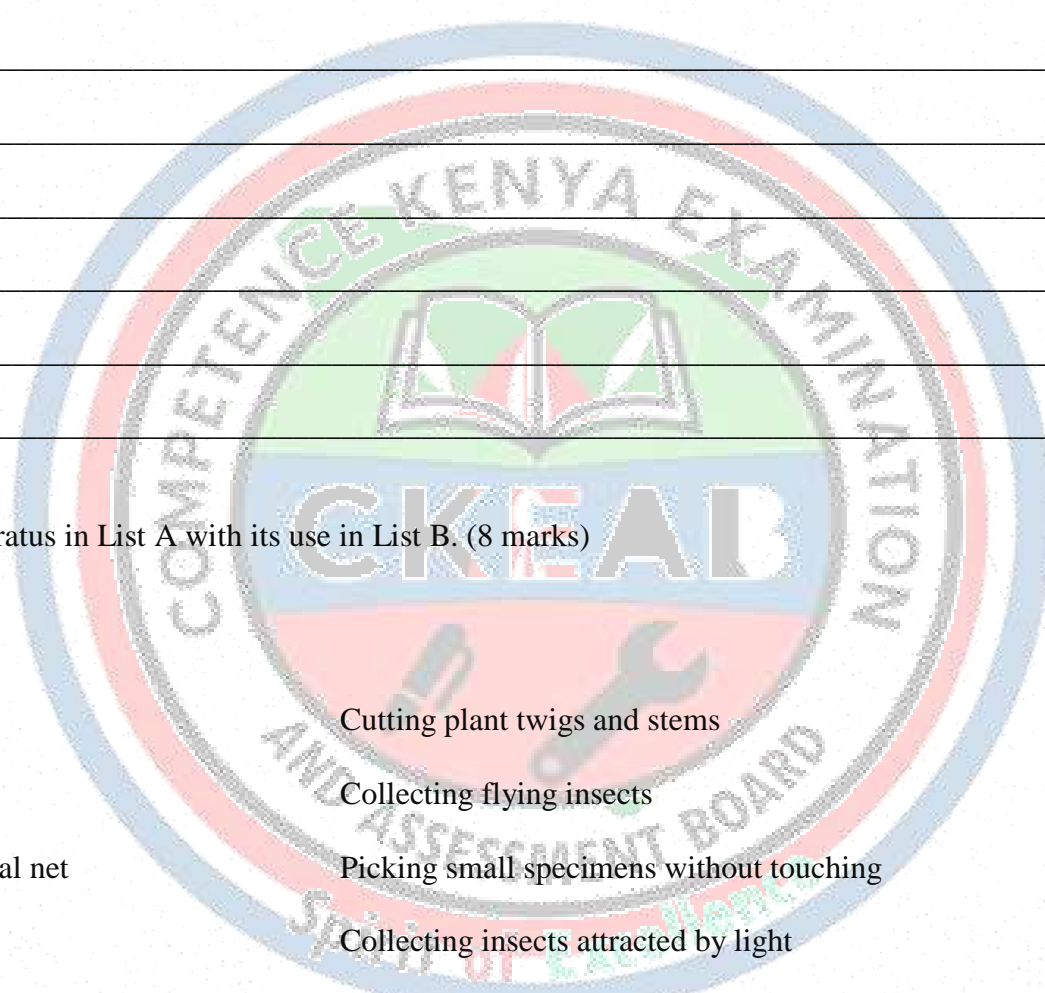 COMPETENCE KENYA EXAMINATION
CKEAB
ratus in List A with its use in List B. (8 marks)
Cutting plant twigs and stems
Collecting flying insects
al net Picking small specimens without touching
Collecting insects attracted by light
AND ASSESSMENT BOARD
Spirit of Excellence